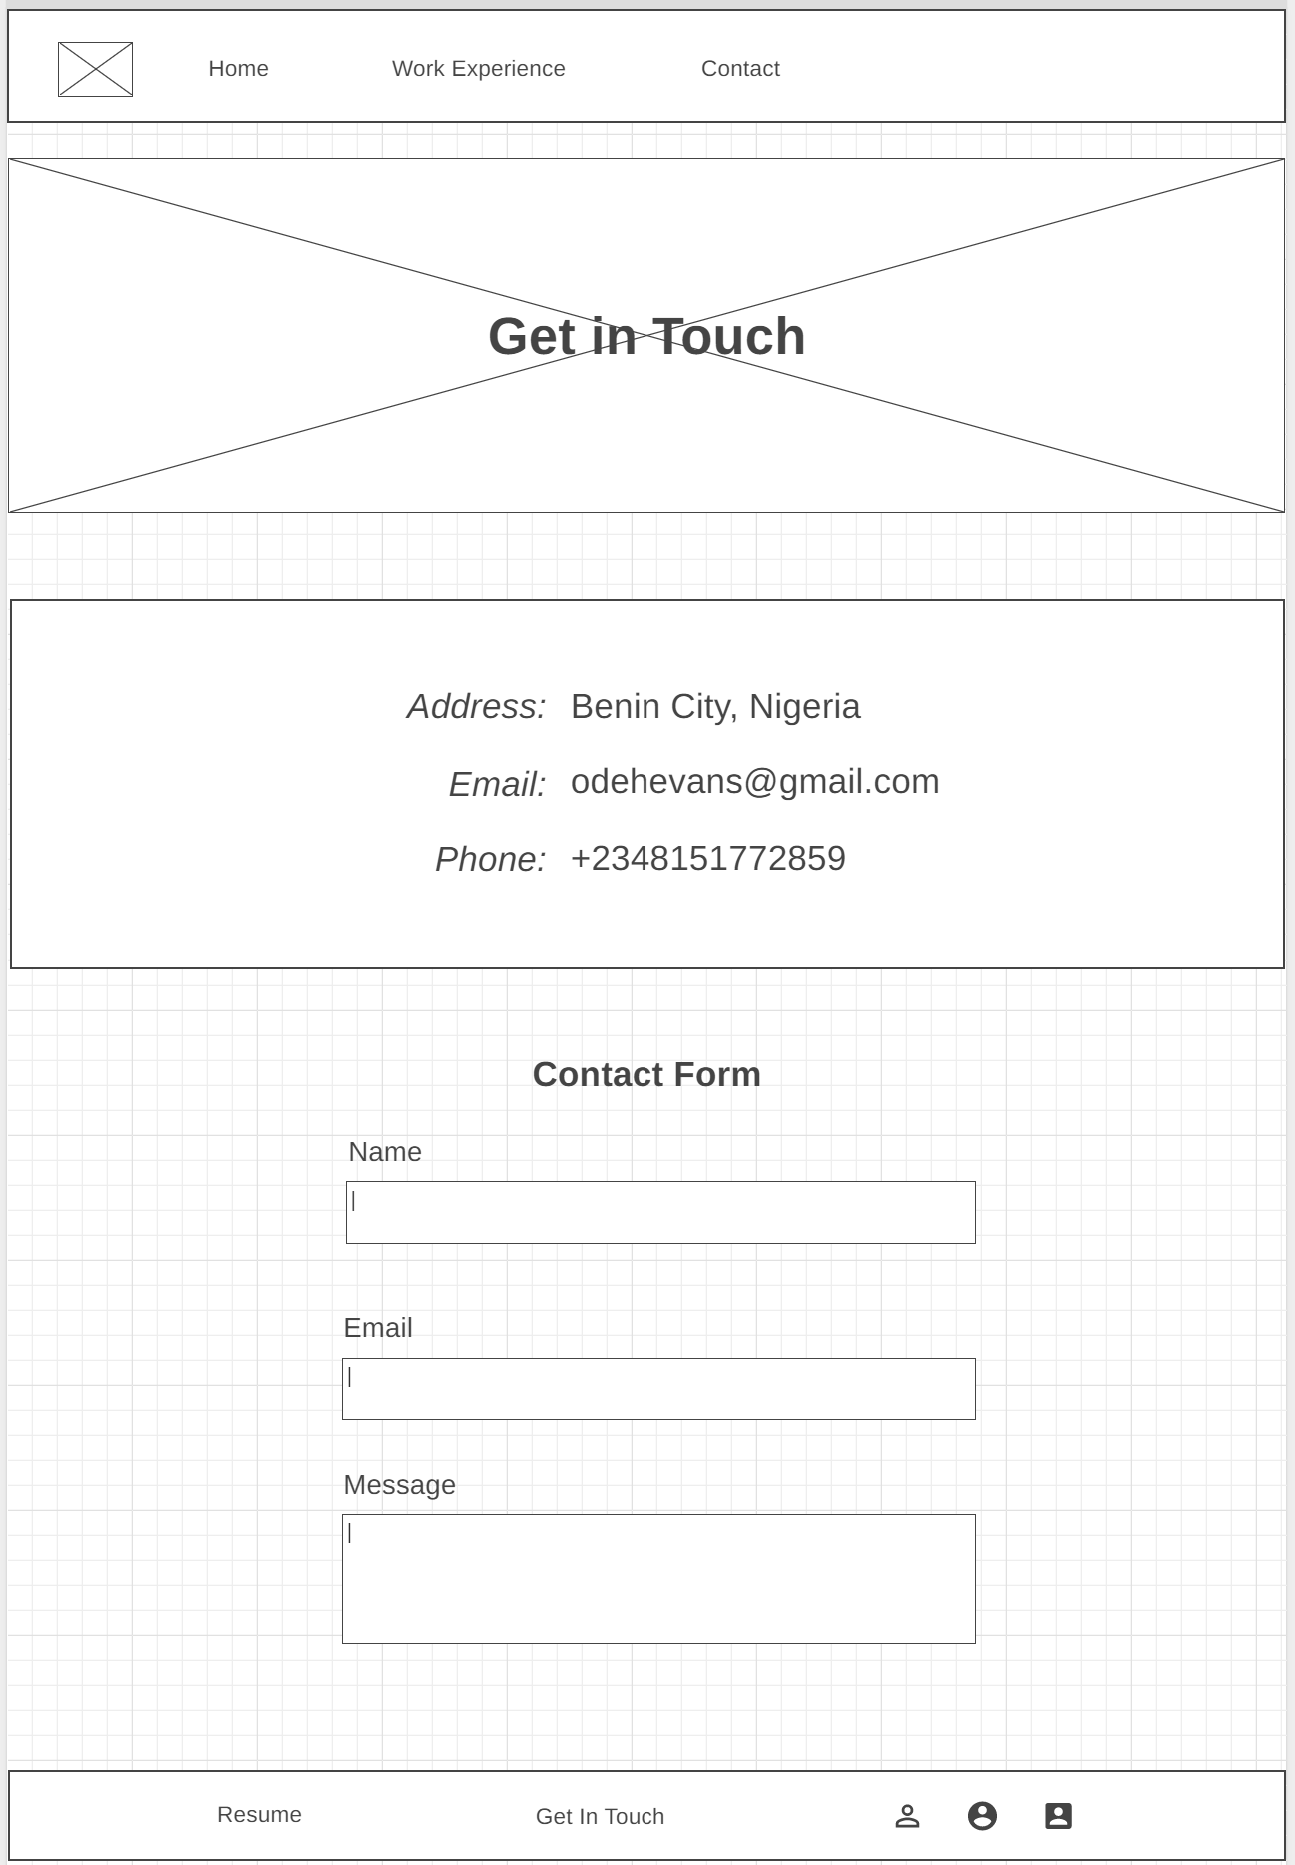 Home Work Experience Contact
Get in Touch
Address: Benin City, Nigeria
Email: odehevans@gmail.com
Phone: +2348151772859
Contact Form
Name
Email
Message
Resume Get In Touch